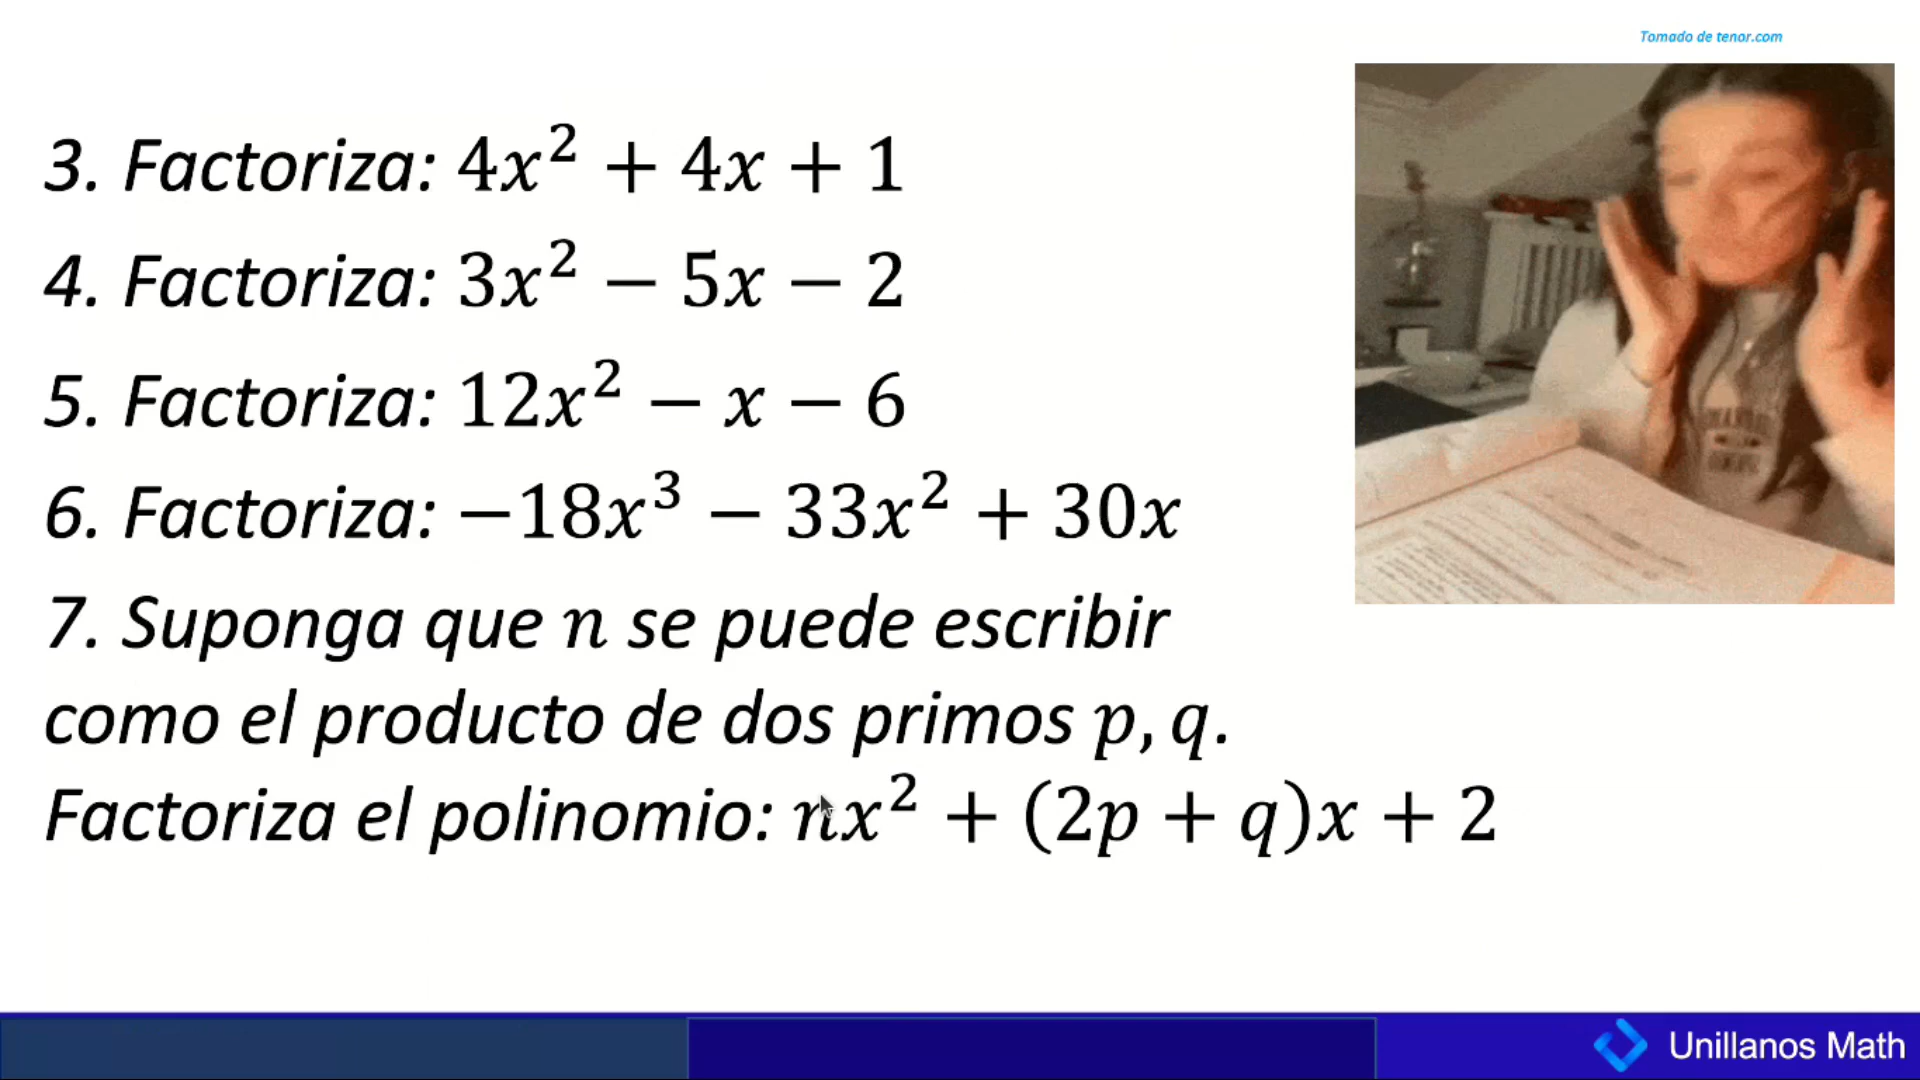 Tomado de tenor.com
3. Factoriza: 4x² + 4x + 1
4. Factoriza: 3x² − 5x − 2
5. Factoriza: 12x² − x − 6
6. Factoriza: −18x³ − 33x² + 30x
7. Suponga que n se puede escribir
como el producto de dos primos p, q.
Factoriza el polinomio: nx² + (2p + q)x + 2
Unillanos Math